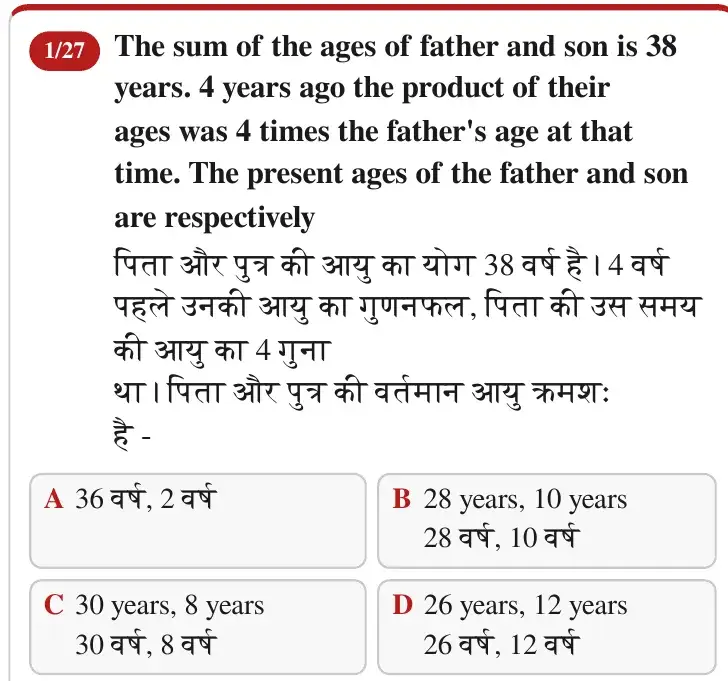 1/27 The sum of the ages of father and son is 38
years. 4 years ago the product of their
ages was 4 times the father's age at that
time. The present ages of the father and son
are respectively
पिता और पुत्र की आयु का योग 38 वर्ष है। 4 वर्ष
पहले उनकी आयु का गुणनफल, पिता की उस समय
की आयु का 4 गुना
था। पिता और पुत्र की वर्तमान आयु क्रमशः
है -
A 36 वर्ष, 2 वर्ष
B 28 years, 10 years
28 वर्ष, 10 वर्ष
C 30 years, 8 years
30 वर्ष, 8 वर्ष
D 26 years, 12 years
26 वर्ष, 12 वर्ष